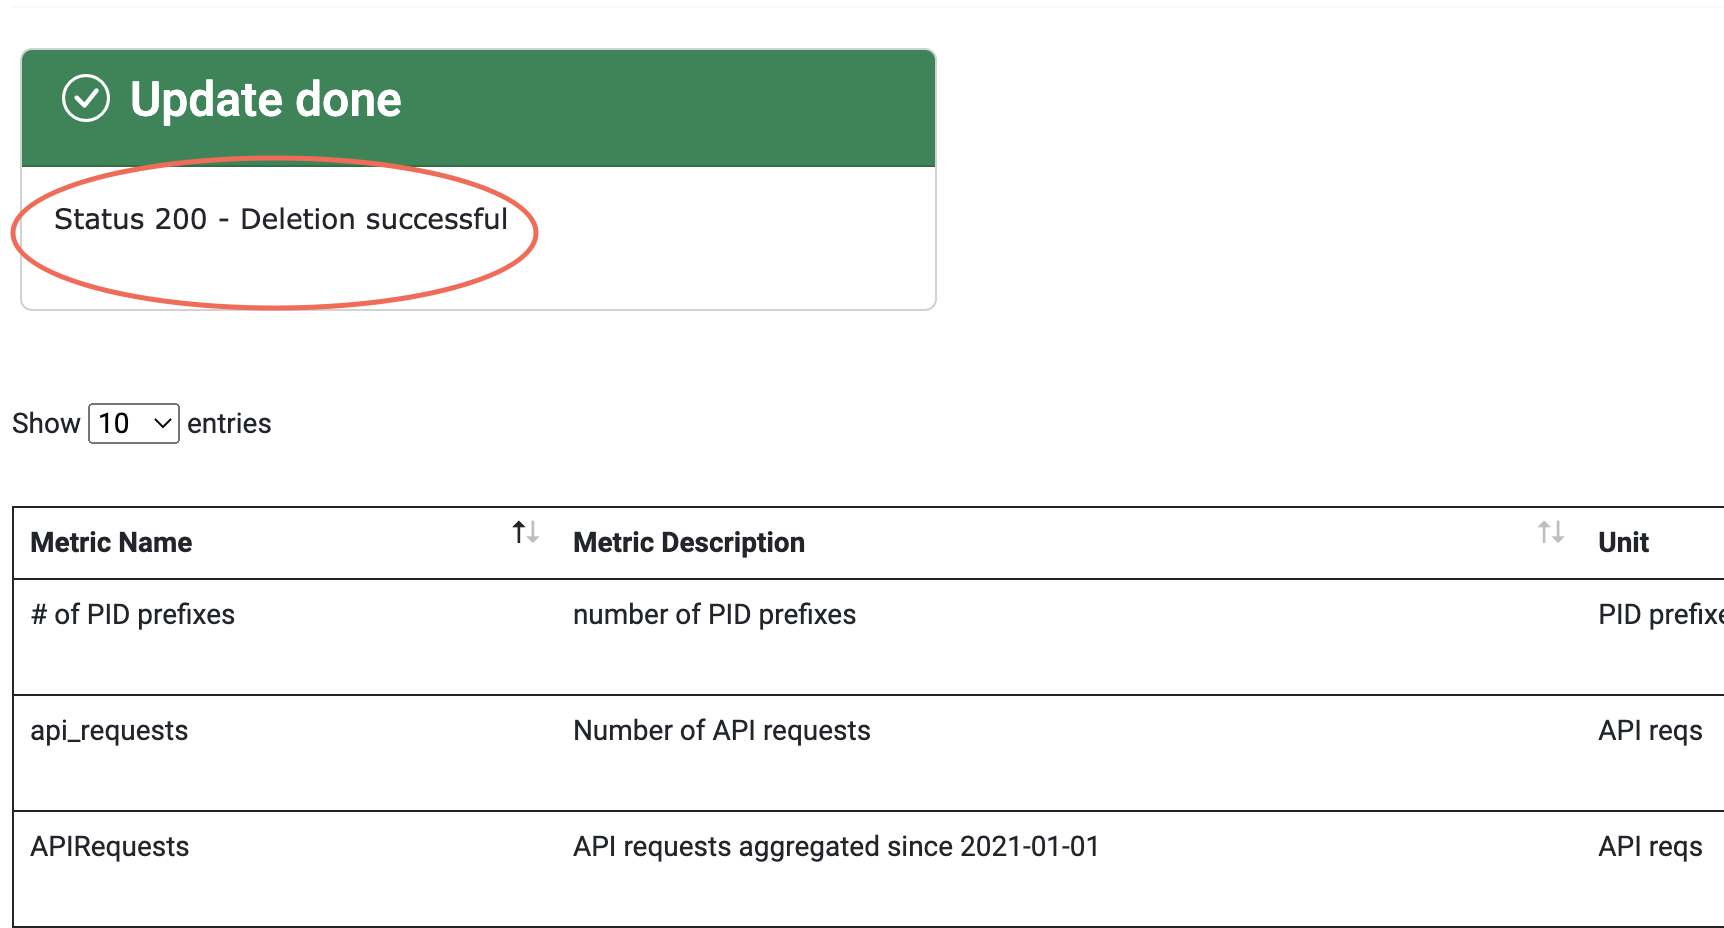 Update done
Status 200 - Deletion successful
Show 10 entries
Metric Name Metric Description Unit
# of PID prefixes number of PID prefixes PID prefixe
api_requests Number of API requests API reqs
APIRequests API requests aggregated since 2021-01-01 API reqs